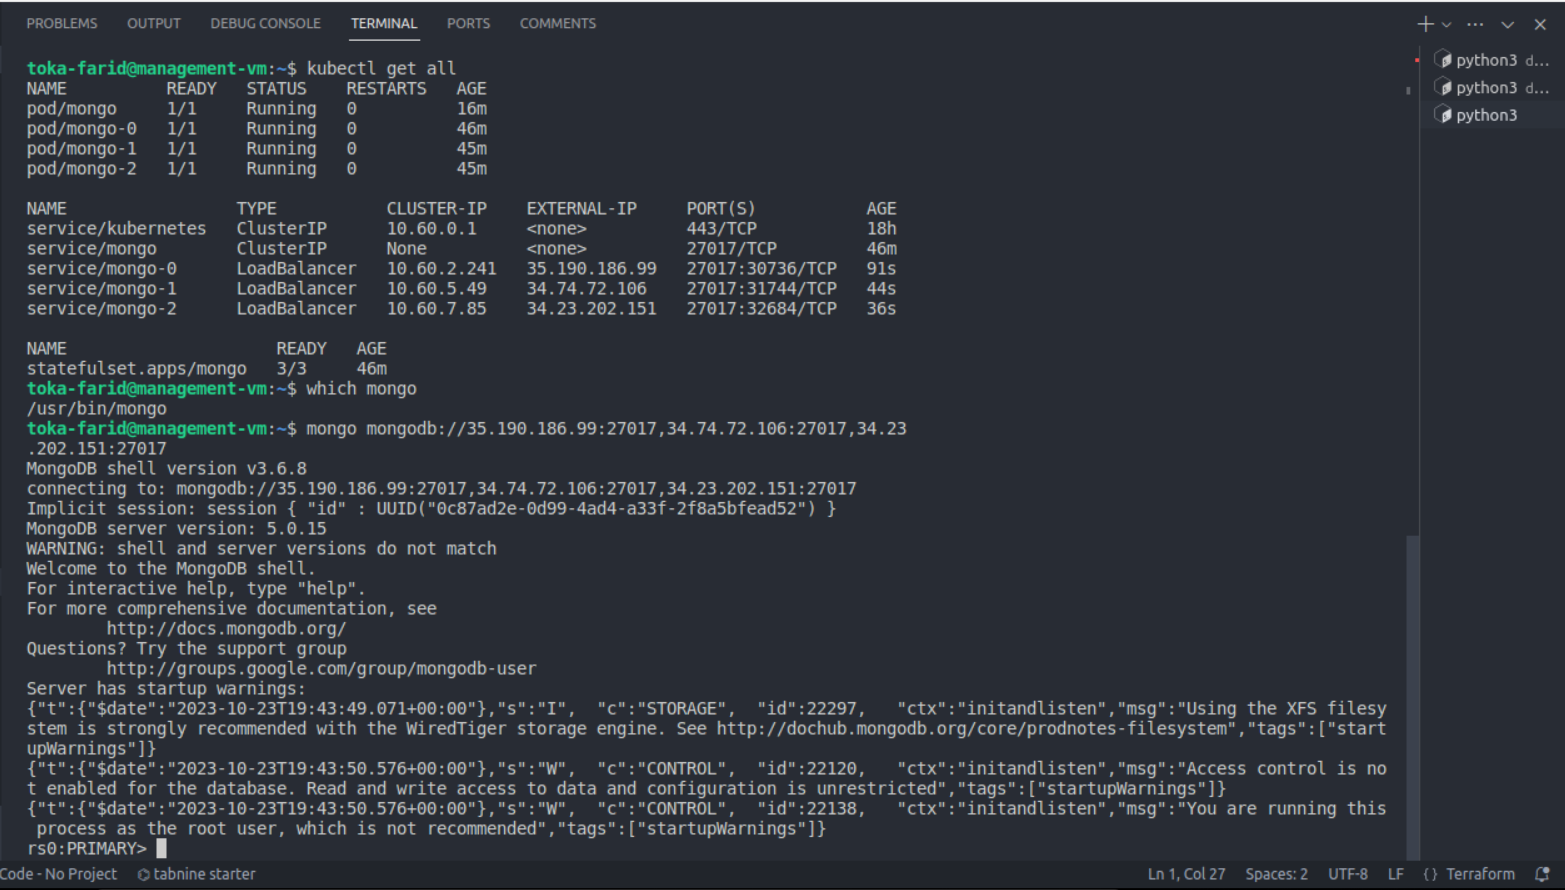 PROBLEMS OUTPUT DEBUG CONSOLE TERMINAL PORTS COMMENTS
python3 d...
python3 d...
python3
toka-farid@management-vm:~$ kubectl get all
NAME READY STATUS RESTARTS AGE
pod/mongo 1/1 Running 0 16m
pod/mongo-0 1/1 Running 0 46m
pod/mongo-1 1/1 Running 0 45m
pod/mongo-2 1/1 Running 0 45m
NAME TYPE CLUSTER-IP EXTERNAL-IP PORT(S) AGE
service/kubernetes ClusterIP 10.60.0.1 <none> 443/TCP 18h
service/mongo ClusterIP None <none> 27017/TCP 46m
service/mongo-0 LoadBalancer 10.60.2.241 35.190.186.99 27017:30736/TCP 91s
service/mongo-1 LoadBalancer 10.60.5.49 34.74.72.106 27017:31744/TCP 44s
service/mongo-2 LoadBalancer 10.60.7.85 34.23.202.151 27017:32684/TCP 36s
NAME READY AGE
statefulset.apps/mongo 3/3 46m
toka-farid@management-vm:~$ which mongo
/usr/bin/mongo
toka-farid@management-vm:~$ mongo mongodb://35.190.186.99:27017,34.74.72.106:27017,34.23
.202.151:27017
MongoDB shell version v3.6.8
connecting to: mongodb://35.190.186.99:27017,34.74.72.106:27017,34.23.202.151:27017
Implicit session: session { "id" : UUID("0c87ad2e-0d99-4ad4-a33f-2f8a5bfead52") }
MongoDB server version: 5.0.15
WARNING: shell and server versions do not match
Welcome to the MongoDB shell.
For interactive help, type "help".
For more comprehensive documentation, see
http://docs.mongodb.org/
Questions? Try the support group
http://groups.google.com/group/mongodb-user
Server has startup warnings:
{"t":{"$date":"2023-10-23T19:43:49.071+00:00"},"s":"I", "c":"STORAGE", "id":22297, "ctx":"initandlisten","msg":"Using the XFS filesy
stem is strongly recommended with the WiredTiger storage engine. See http://dochub.mongodb.org/core/prodnotes-filesystem","tags":["start
upWarnings"]}
{"t":{"$date":"2023-10-23T19:43:50.576+00:00"},"s":"W", "c":"CONTROL", "id":22120, "ctx":"initandlisten","msg":"Access control is no
t enabled for the database. Read and write access to data and configuration is unrestricted","tags":["startupWarnings"]}
{"t":{"$date":"2023-10-23T19:43:50.576+00:00"},"s":"W", "c":"CONTROL", "id":22138, "ctx":"initandlisten","msg":"You are running this
process as the root user, which is not recommended","tags":["startupWarnings"]}
rs0:PRIMARY>
Code - No Project tabnine starter Ln 1, Col 27 Spaces: 2 UTF-8 LF {} Terraform